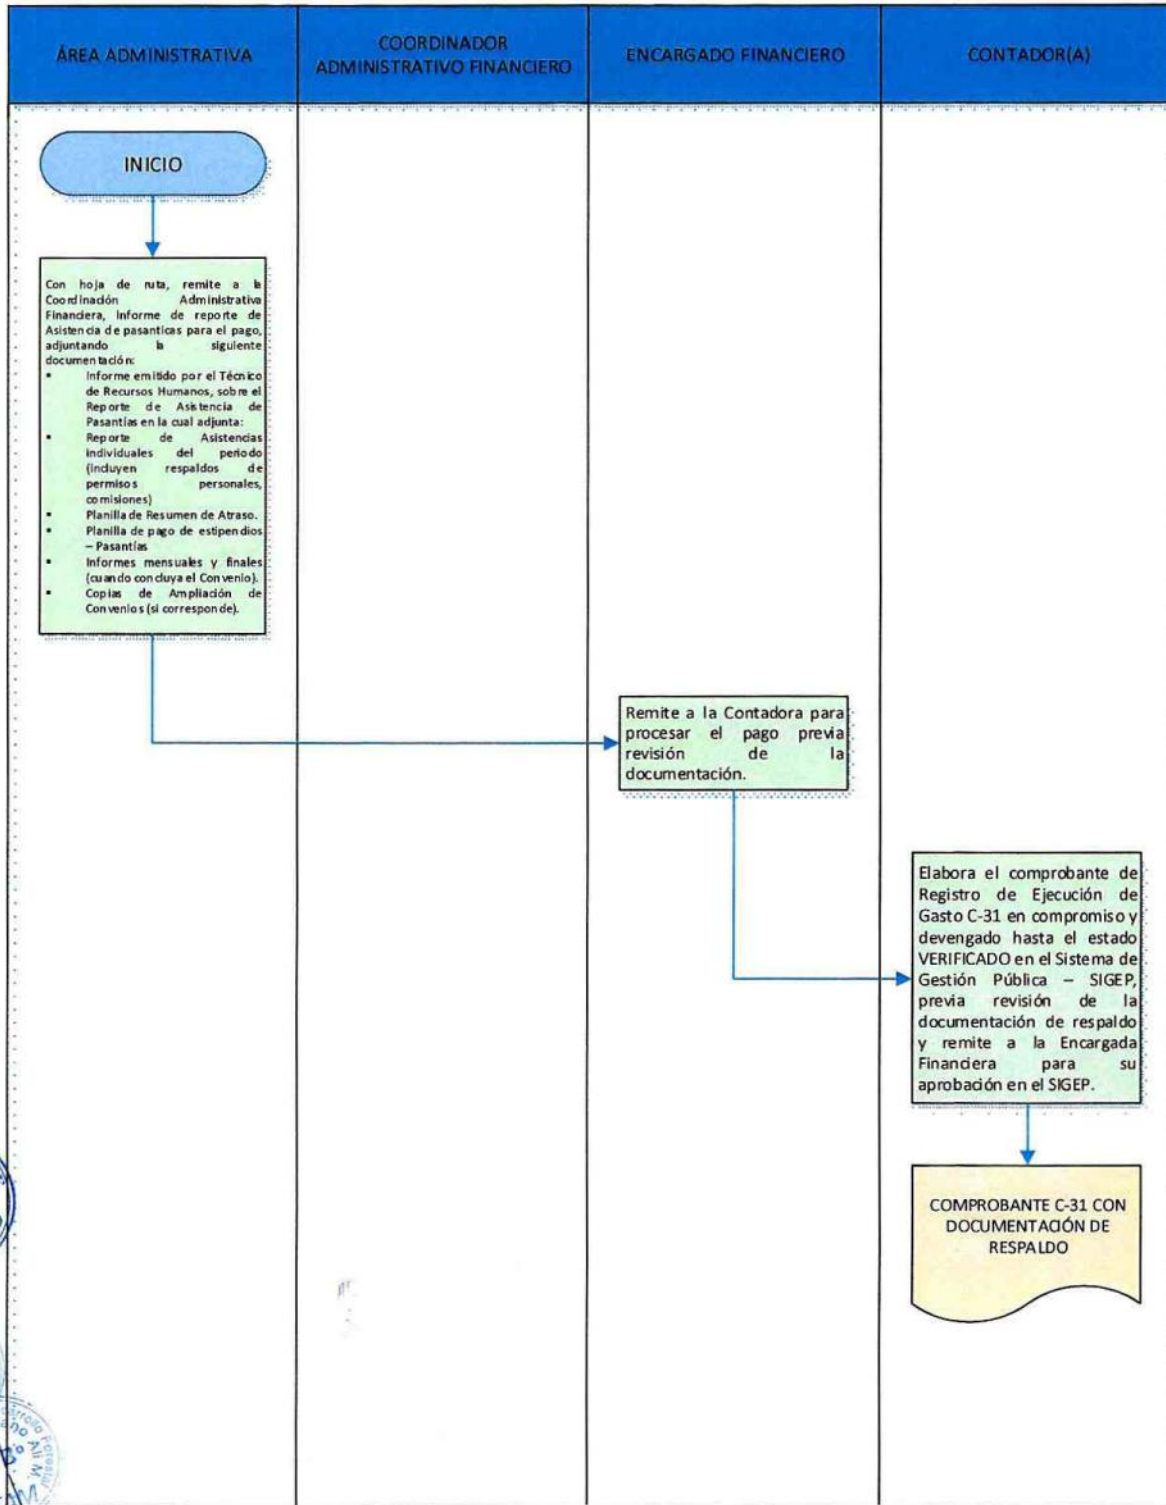 ÁREA ADMINISTRATIVA
COORDINADOR
ADMINISTRATIVO FINANCIERO
ENCARGADO FINANCIERO
CONTADOR(A)
INICIO
Con hoja de ruta, remite a la
Coordinación Administrativa
Financiera, Informe de reporte de
Asistencia de pasanticas para el pago,
adjuntando la siguiente
documentación:
▪ Informe emitido por el Técnico
de Recursos Humanos, sobre el
Reporte de Asistencia de
Pasantías en la cual adjunta:
▪ Reporte de Asistencias
individuales del periodo
(incluyen respaldos de
permisos personales,
comisiones)
▪ Planilla de Resumen de Atraso.
▪ Planilla de pago de estipendios
– Pasantías
▪ Informes mensuales y finales
(cuando concluya el Convenio).
▪ Copias de Ampliación de
Convenios (si corresponde).
Remite a la Contadora para
procesar el pago previa
revisión de la
documentación.
Elabora el comprobante de
Registro de Ejecución de
Gasto C-31 en compromiso y
devengado hasta el estado
VERIFICADO en el Sistema de
Gestión Pública – SIGEP,
previa revisión de la
documentación de respaldo
y remite a la Encargada
Financiera para su
aprobación en el SIGEP.
COMPROBANTE C-31 CON
DOCUMENTACIÓN DE
RESPALDO
Forestal
Ali M.